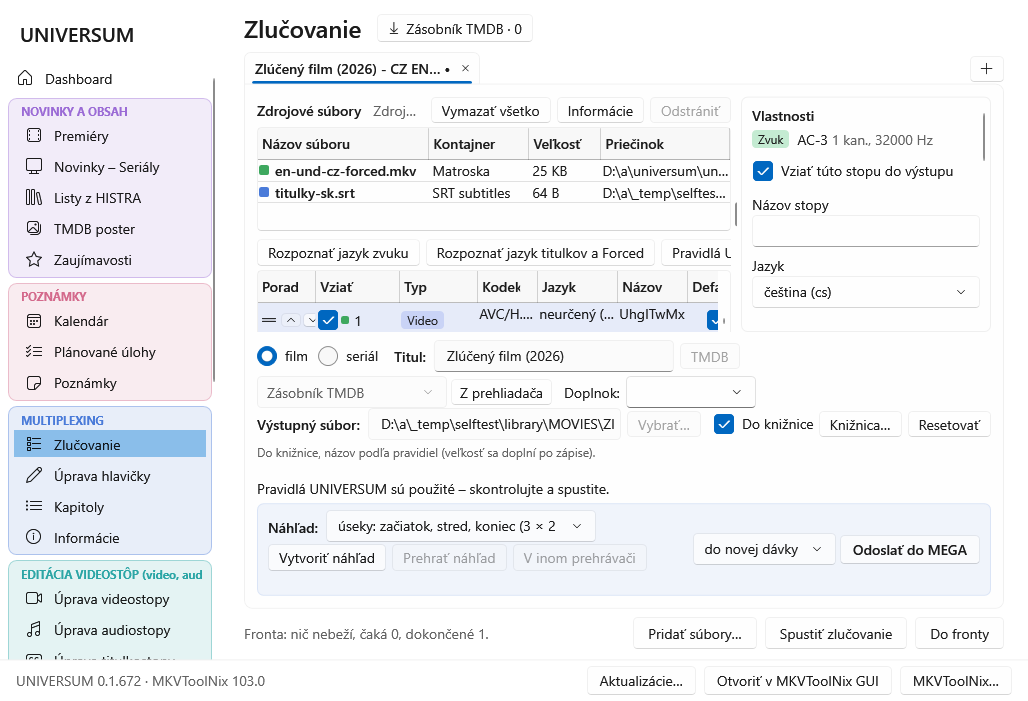 UNIVERSUM
Dashboard
NOVINKY A OBSAH
Premiéry
Novinky – Seriály
Listy z HISTRA
TMDB poster
Zaujímavosti
POZNÁMKY
Kalendár
Plánované úlohy
Poznámky
MULTIPLEXING
Zlučovanie
Úprava hlavičky
Kapitoly
Informácie
EDITÁCIA VIDEOSTÔP (video, aud
Úprava videostopy
Úprava audiostopy
Zlučovanie
Zásobník TMDB · 0
Zlúčený film (2026) - CZ EN... •
Zdrojové súbory Zdroj... Vymazať všetko Informácie Odstrániť
Názov súboru Kontajner Veľkosť Priečinok
en-und-cz-forced.mkv Matroska 25 KB D:\a\universum\un...
titulky-sk.srt SRT subtitles 64 B D:\a\_temp\selftes...
Rozpoznať jazyk zvuku Rozpoznať jazyk titulkov a Forced Pravidlá U
Porad Vziať Typ Kodek Jazyk Názov Defa
1 Video AVC/H.... neurčený (... UhgITwMx
Vlastnosti
Zvuk AC-3 1 kan., 32000 Hz
Vziať túto stopu do výstupu
Názov stopy
Jazyk
čeština (cs)
film seriál Titul: Zlúčený film (2026) TMDB
Zásobník TMDB Z prehliadača Doplnok:
Výstupný súbor: D:\a\_temp\selftest\library\MOVIES\Zl Vybrať... Do knižnice Knižnica... Resetovať
Do knižnice, názov podľa pravidiel (veľkosť sa doplní po zápise).
Pravidlá UNIVERSUM sú použité – skontrolujte a spustite.
Náhľad: úseky: začiatok, stred, koniec (3 × 2
Vytvoriť náhľad Prehrať náhľad V inom prehrávači
do novej dávky Odoslať do MEGA
Fronta: nič nebeží, čaká 0, dokončené 1.
Pridať súbory... Spustiť zlučovanie Do fronty
UNIVERSUM 0.1.672 · MKVToolNix 103.0
Aktualizácie... Otvoriť v MKVToolNix GUI MKVToolNix...